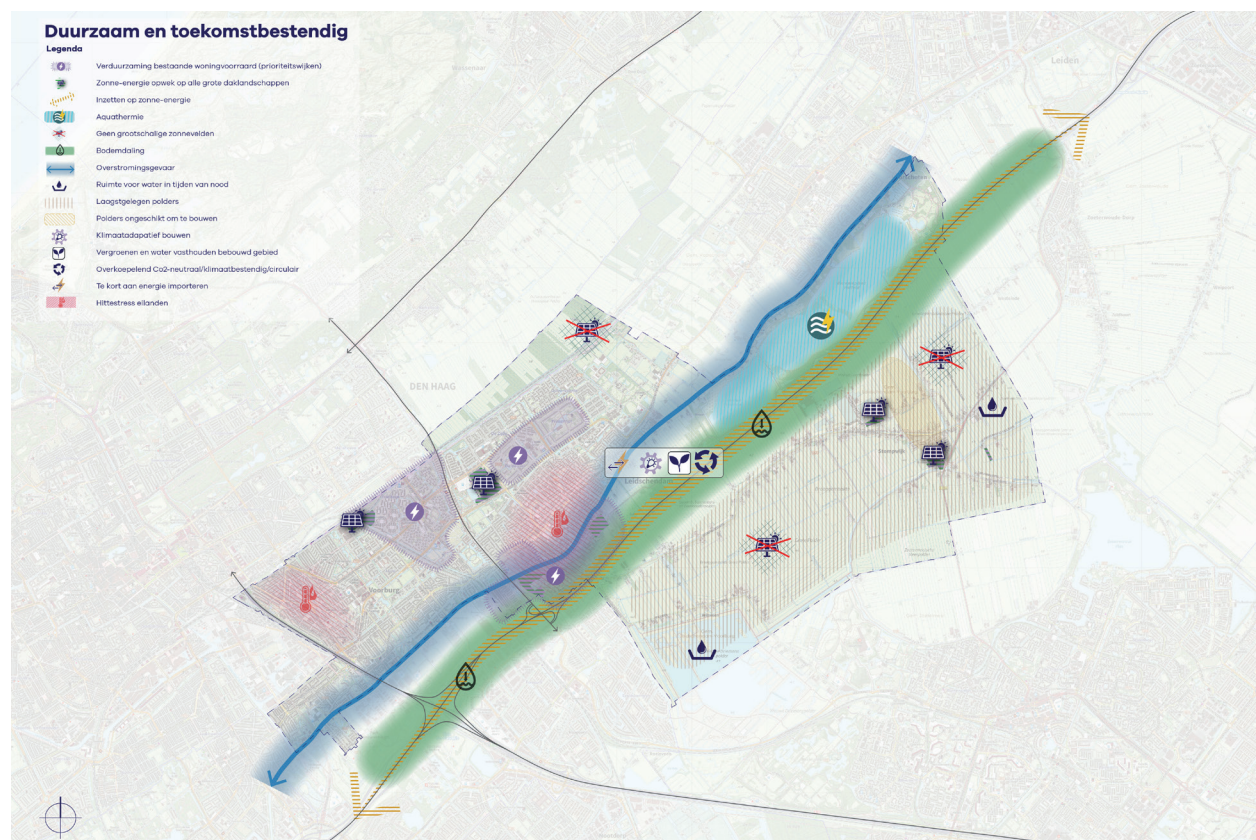 Duurzaam en toekomstbestendig
Legenda
Verduurzaming bestaande woningvoorraad (prioriteitswijken)
Zonne-energie opwek op alle grote daklandschappen
Inzetten op zonne-energie
Aquathermie
Geen grootschalige zonnevelden
Bodemdaling
Overstromingsgevaar
Ruimte voor water in tijden van nood
Laagstgelegen polders
Polders ongeschikt om te bouwen
Klimaatadapatief bouwen
Vergroenen en water vasthouden bebouwd gebied
Overkoepelend Co2-neutraal/klimaatbestendig/circulair
Te kort aan energie importeren
Hittestress eilanden
Leiden
DEN HAAG
Leidschendam
Voorburg